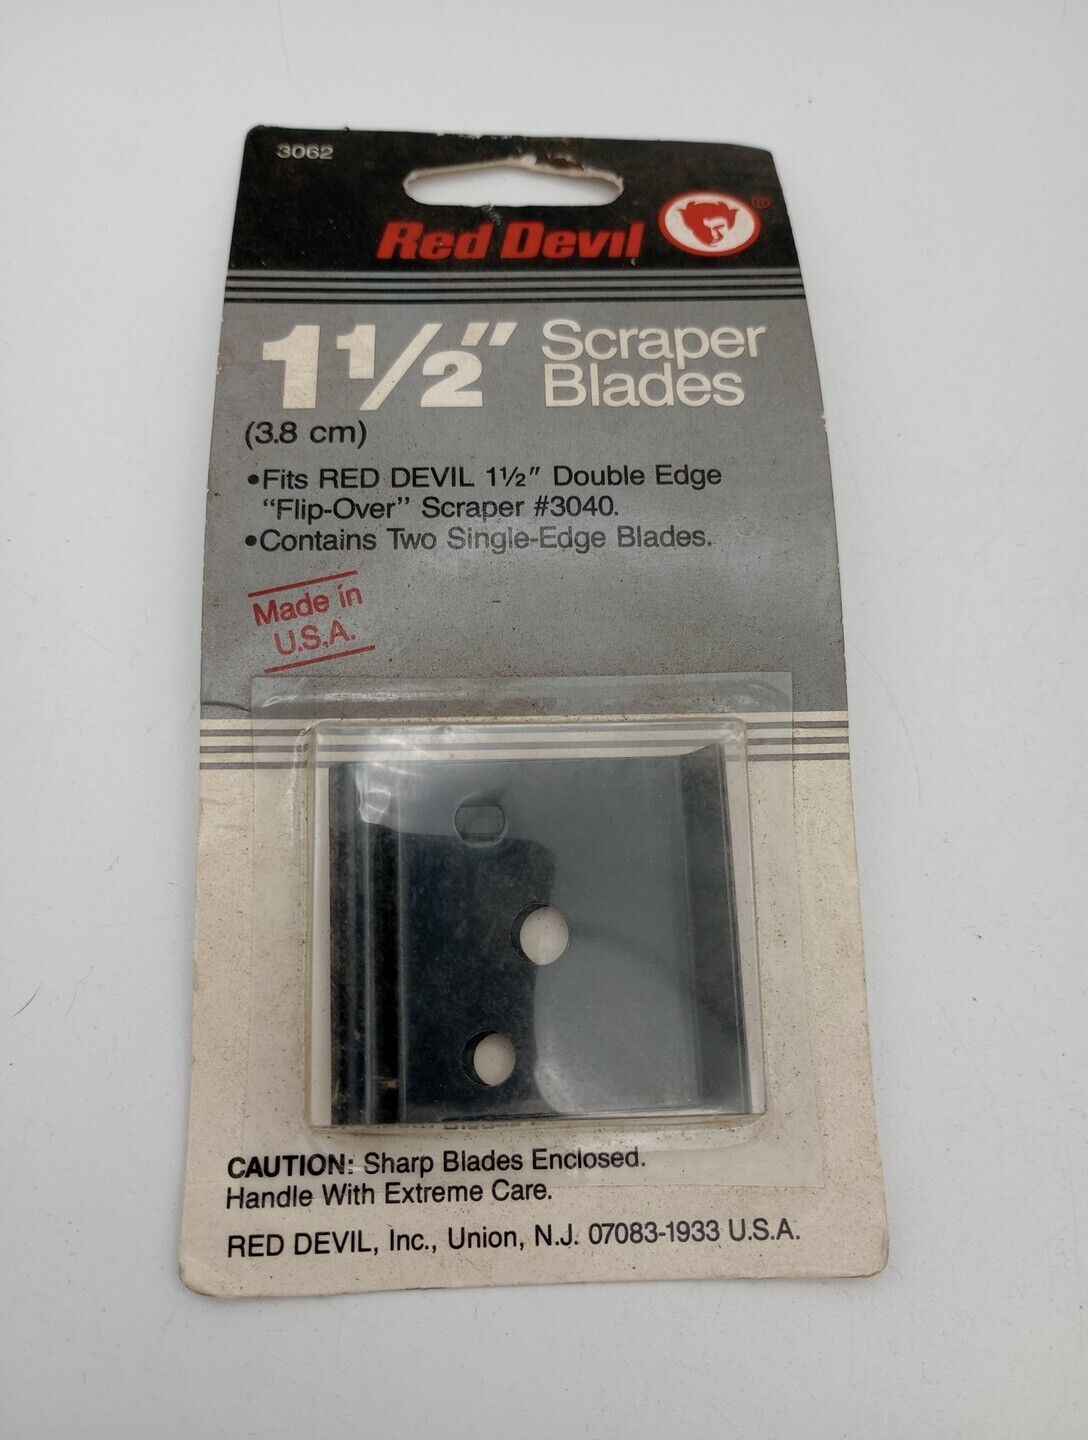 3062
Red Devil ®
1½" Scraper
Blades
(3.8 cm)
•Fits RED DEVIL 1½" Double Edge
"Flip-Over" Scraper #3040.
•Contains Two Single-Edge Blades.
Made in
U.S.A.
CAUTION: Sharp Blades Enclosed.
Handle With Extreme Care.
RED DEVIL, Inc., Union, N.J. 07083-1933 U.S.A.